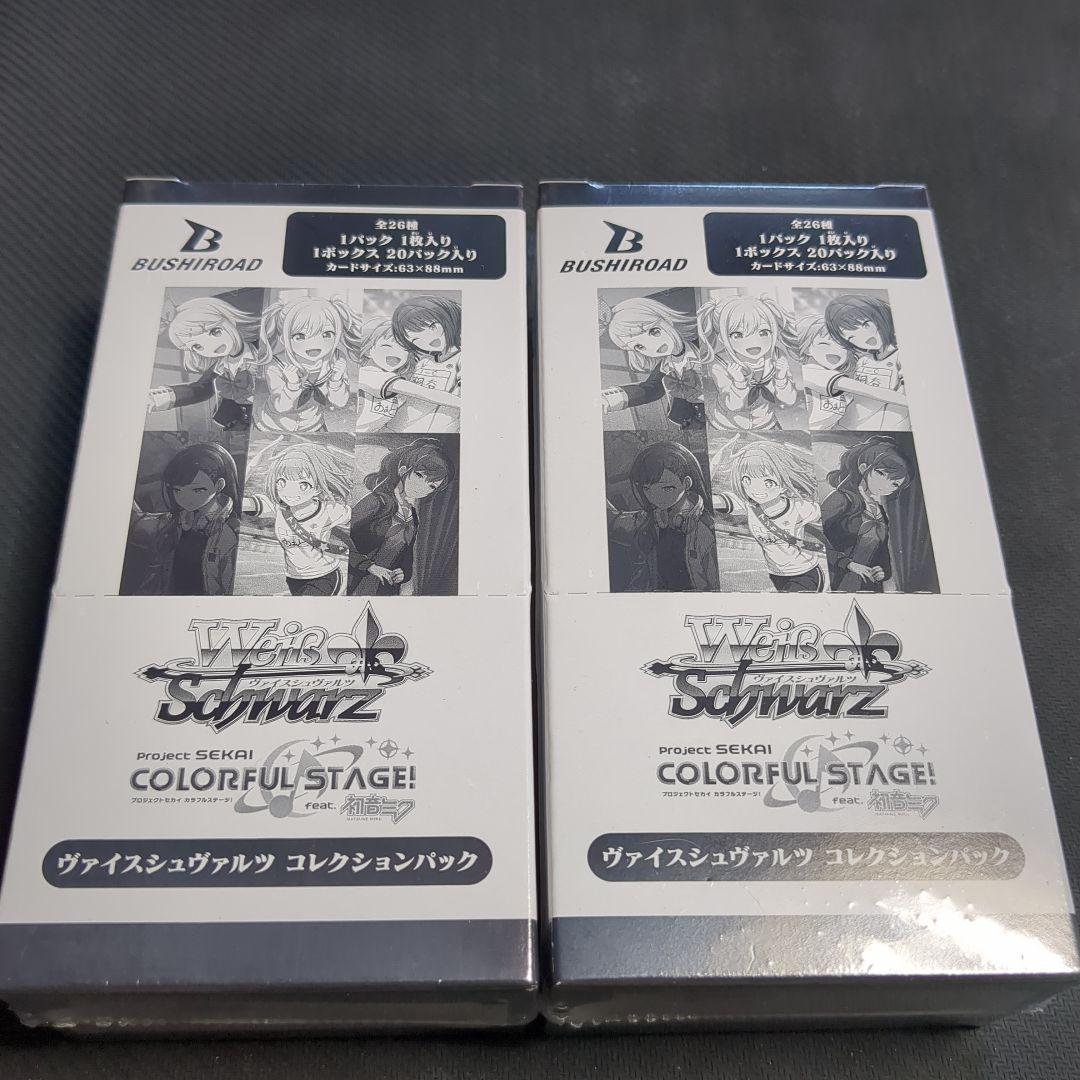 BUSHIROAD
全26種
1パック 1枚入り
1ボックス 20パック入り
カードサイズ:63×88mm
Weiß
ヴァイスシュヴァルツ
Schwarz
Project SEKAI
COLORFUL STAGE!
プロジェクトセカイ カラフルステージ!
feat. 初音ミク
HATSUNE MIKU
ヴァイスシュヴァルツ コレクションパック
BUSHIROAD
全26種
1パック 1枚入り
1ボックス 20パック入り
カードサイズ:63×88mm
Weiß
ヴァイスシュヴァルツ
Schwarz
Project SEKAI
COLORFUL STAGE!
プロジェクトセカイ カラフルステージ!
feat. 初音ミク
HATSUNE MIKU
ヴァイスシュヴァルツ コレクションパック